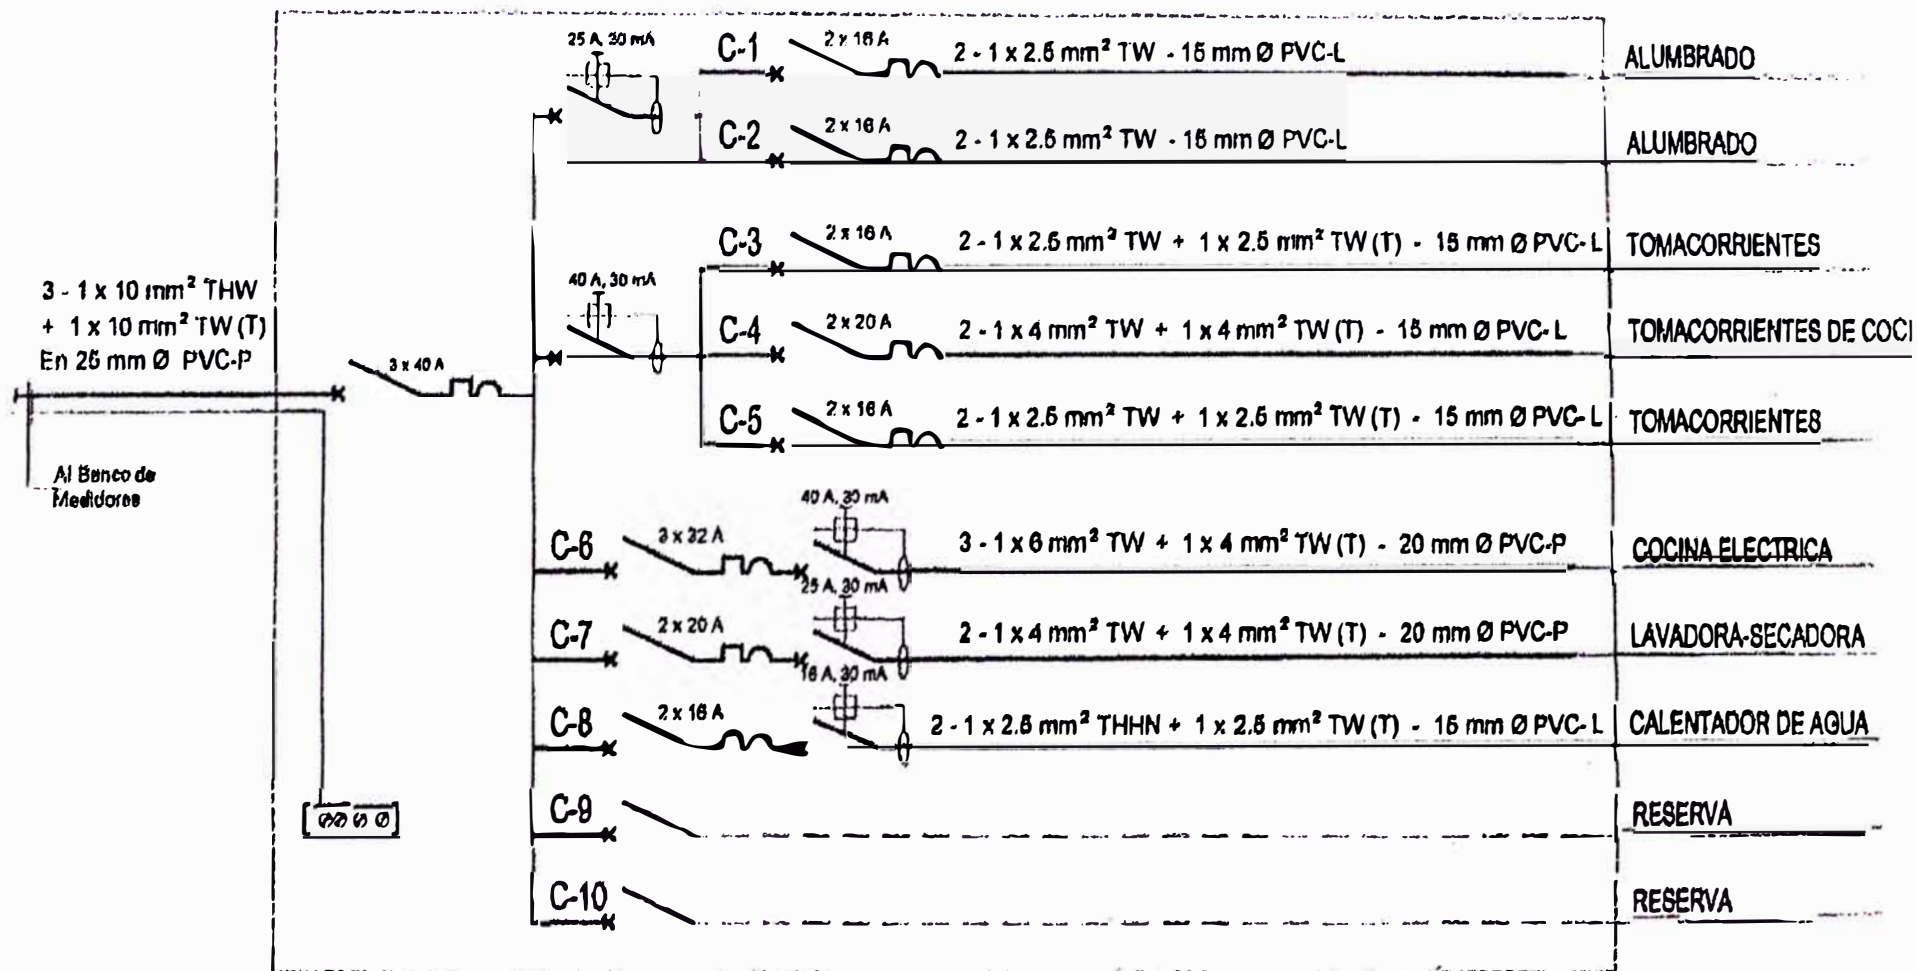 25 A, 30 mA
C-1 2 x 16 A 2 - 1 x 2.5 mm² TW - 15 mm Ø PVC-L ALUMBRADO
C-2 2 x 16 A 2 - 1 x 2.5 mm² TW - 15 mm Ø PVC-L ALUMBRADO
C-3 2 x 16 A 2 - 1 x 2.5 mm² TW + 1 x 2.5 mm² TW (T) - 15 mm Ø PVC-L TOMACORRIENTES
40 A, 30 mA
3 - 1 x 10 mm² THW
+ 1 x 10 mm² TW (T)
En 25 mm Ø PVC-P
3 x 40 A
C-4 2 x 20 A 2 - 1 x 4 mm² TW + 1 x 4 mm² TW (T) - 15 mm Ø PVC-L TOMACORRIENTES DE COCI
C-5 2 x 16 A 2 - 1 x 2.5 mm² TW + 1 x 2.5 mm² TW (T) - 15 mm Ø PVC-L TOMACORRIENTES
Al Banco de
Medidores
40 A, 30 mA
C-6 3 x 32 A 3 - 1 x 6 mm² TW + 1 x 4 mm² TW (T) - 20 mm Ø PVC-P COCINA ELECTRICA
25 A, 30 mA
C-7 2 x 20 A 2 - 1 x 4 mm² TW + 1 x 4 mm² TW (T) - 20 mm Ø PVC-P LAVADORA-SECADORA
16 A, 30 mA
C-8 2 x 16 A 2 - 1 x 2.5 mm² THHN + 1 x 2.5 mm² TW (T) - 15 mm Ø PVC-L CALENTADOR DE AGUA
C-9 RESERVA
C-10 RESERVA